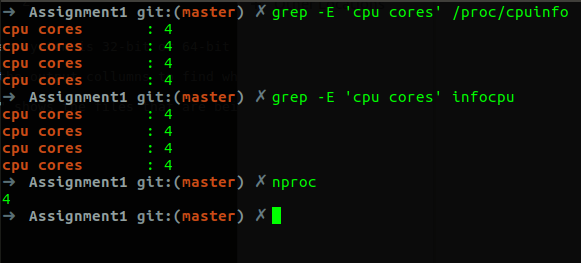 → Assignment1 git:(master) ✗ grep -E 'cpu cores' /proc/cpuinfo
cpu cores : 4
cpu cores : 4
cpu cores : 4
cpu cores : 4
→ Assignment1 git:(master) ✗ grep -E 'cpu cores' infocpu
cpu cores : 4
cpu cores : 4
cpu cores : 4
cpu cores : 4
→ Assignment1 git:(master) ✗ nproc
4
→ Assignment1 git:(master) ✗